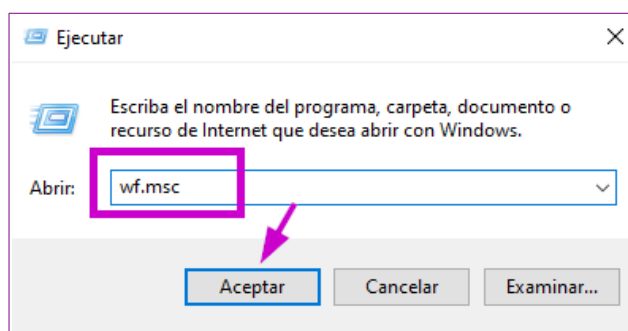 Ejecutar
Escriba el nombre del programa, carpeta, documento o
recurso de Internet que desea abrir con Windows.
Abrir: wf.msc
Aceptar Cancelar Examinar...